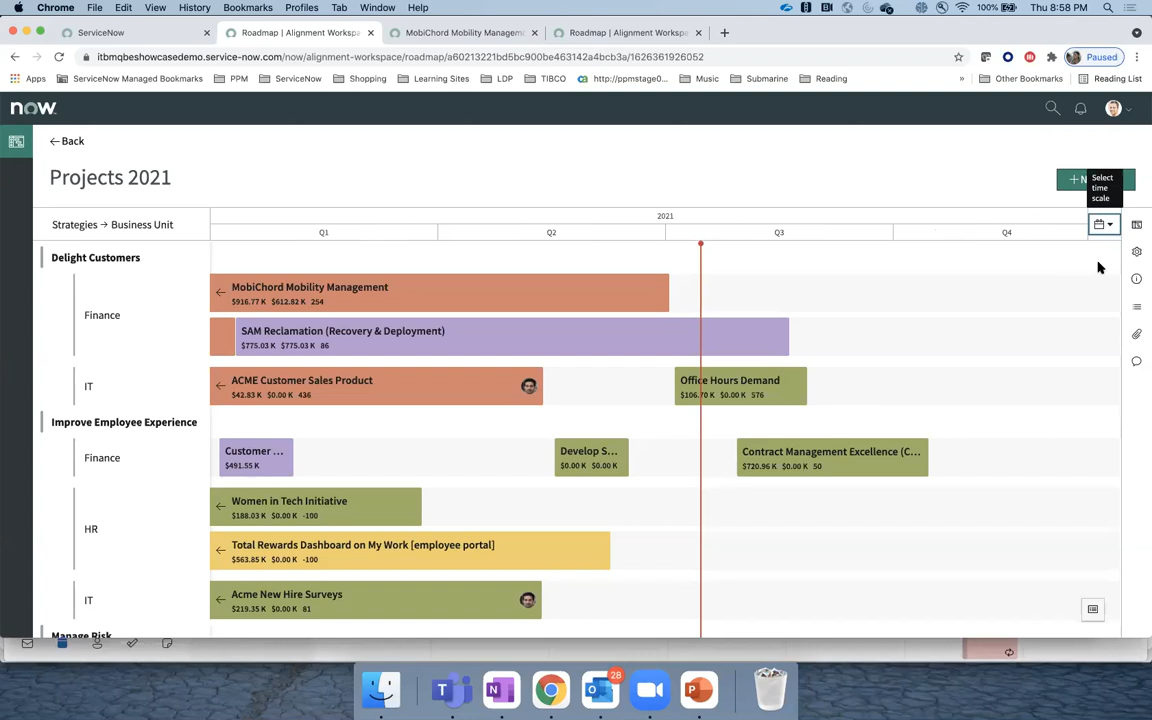 Chrome File Edit View History Bookmarks Profiles Tab Window Help
100% Thu 8:58 PM
ServiceNow
Roadmap | Alignment Workspa
MobiChord Mobility Managem
Roadmap | Alignment Workspa
itbmqbeshowcasedemo.service-now.com/now/alignment-workspace/roadmap/a60213221bd5bc900be463142a4bcb3a/1626361926052
Paused
Apps ServiceNow Managed Bookmarks PPM ServiceNow Shopping Learning Sites LDP TIBCO http://ppmstage0... Music Submarine Reading » Other Bookmarks Reading List
now
Back
Projects 2021
+ N
Select
time
scale
Strategies → Business Unit
2021
Q1 Q2 Q3 Q4
Delight Customers
Finance
MobiChord Mobility Management
$916.77 K $612.82 K 254
SAM Reclamation (Recovery & Deployment)
$775.03 K $775.03 K 86
IT
ACME Customer Sales Product
$42.83 K $0.00 K 436
Office Hours Demand
$106.70 K $0.00 K 576
Improve Employee Experience
Finance
Customer ...
$491.55 K
Develop S...
$0.00 K $0.00 K
Contract Management Excellence (C...
$720.96 K $0.00 K 50
HR
Women in Tech Initiative
$188.03 K $0.00 K -100
Total Rewards Dashboard on My Work [employee portal]
$563.85 K $0.00 K -100
IT
Acme New Hire Surveys
$219.35 K $0.00 K 81
Manage Risk
28